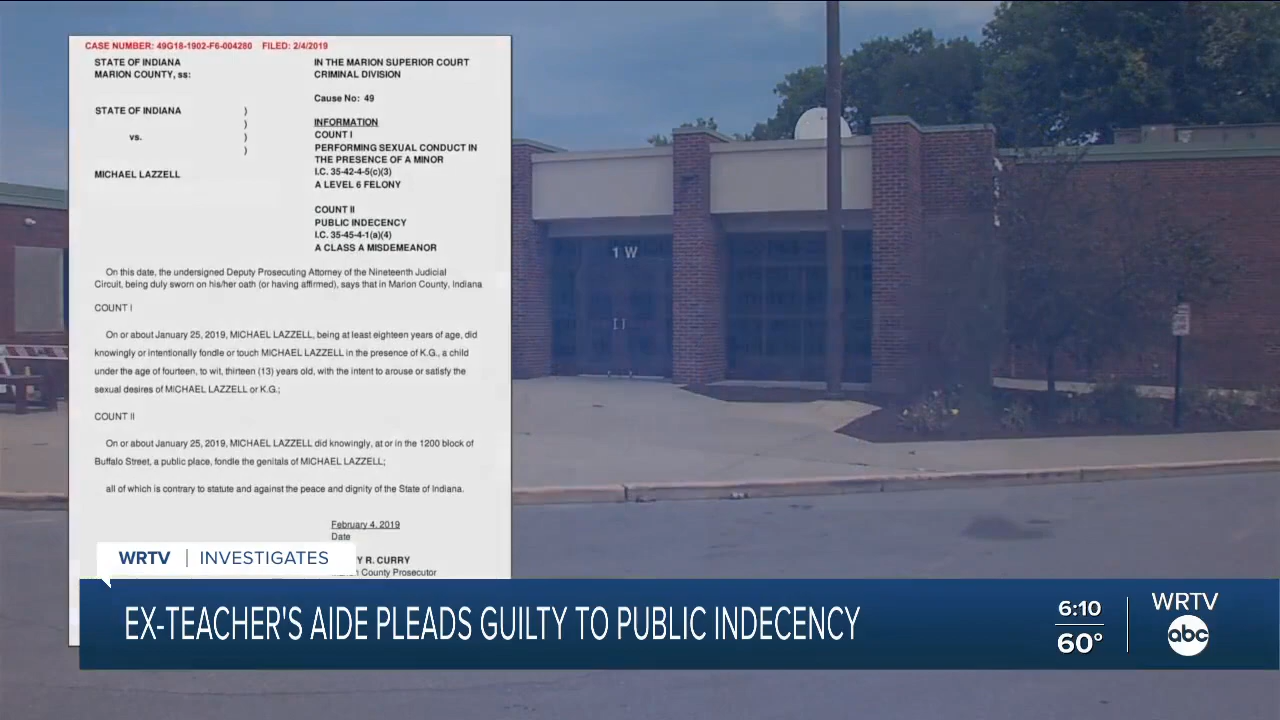 CASE NUMBER: 49G18-1902-F6-004280 FILED: 2/4/2019
STATE OF INDIANA
MARION COUNTY, ss:
IN THE MARION SUPERIOR COURT
CRIMINAL DIVISION
Cause No: 49
STATE OF INDIANA )
)
vs. )
)
MICHAEL LAZZELL
INFORMATION
COUNT I
PERFORMING SEXUAL CONDUCT IN
THE PRESENCE OF A MINOR
I.C. 35-42-4-5(c)(3)
A LEVEL 6 FELONY
COUNT II
PUBLIC INDECENCY
I.C. 35-45-4-1(a)(4)
A CLASS A MISDEMEANOR
On this date, the undersigned Deputy Prosecuting Attorney of the Nineteenth Judicial
Circuit, being duly sworn on his/her oath (or having affirmed), says that in Marion County, Indiana
COUNT I
On or about January 25, 2019, MICHAEL LAZZELL, being at least eighteen years of age, did
knowingly or intentionally fondle or touch MICHAEL LAZZELL in the presence of K.G., a child
under the age of fourteen, to wit, thirteen (13) years old, with the intent to arouse or satisfy the
sexual desires of MICHAEL LAZZELL or K.G.;
COUNT II
On or about January 25, 2019, MICHAEL LAZZELL did knowingly, at or in the 1200 block of
Buffalo Street, a public place, fondle the genitals of MICHAEL LAZZELL;
all of which is contrary to statute and against the peace and dignity of the State of Indiana.
February 4, 2019
Date
Y R. CURRY
County Prosecutor
1 W
WRTV | INVESTIGATES
EX-TEACHER'S AIDE PLEADS GUILTY TO PUBLIC INDECENCY
6:10
60°
WRTV
abc